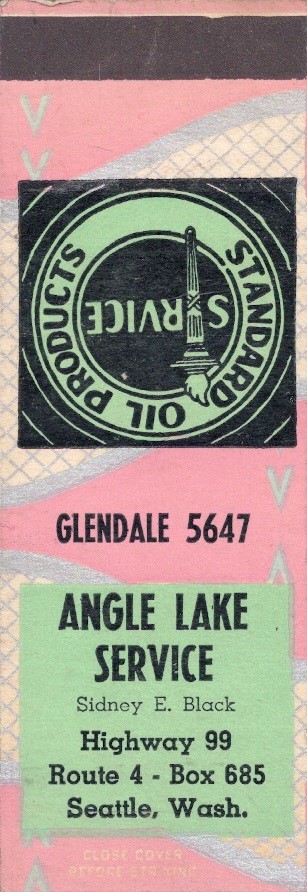 STANDARD OIL PRODUCTS
SERVICE
GLENDALE 5647
ANGLE LAKE
SERVICE
Sidney E. Black
Highway 99
Route 4 - Box 685
Seattle, Wash.
CLOSE COVER
BEFORE STRIKING